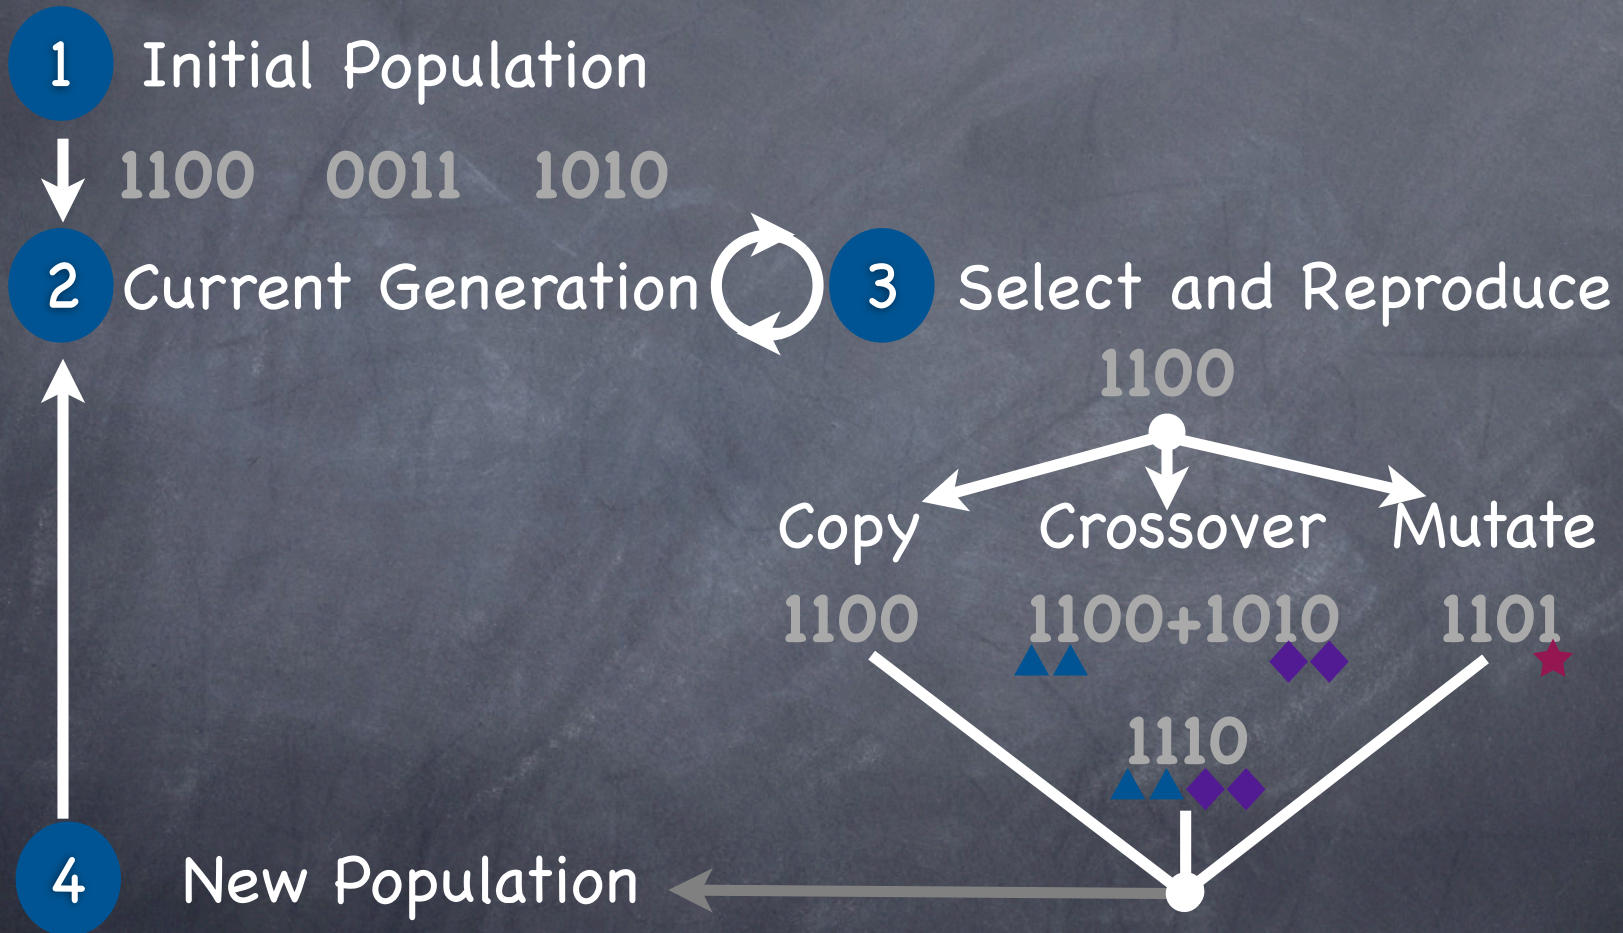 1 Initial Population
1100 0011 1010
2 Current Generation
3 Select and Reproduce
1100
Copy Crossover Mutate
1100 1100+1010 1101
1110
4 New Population